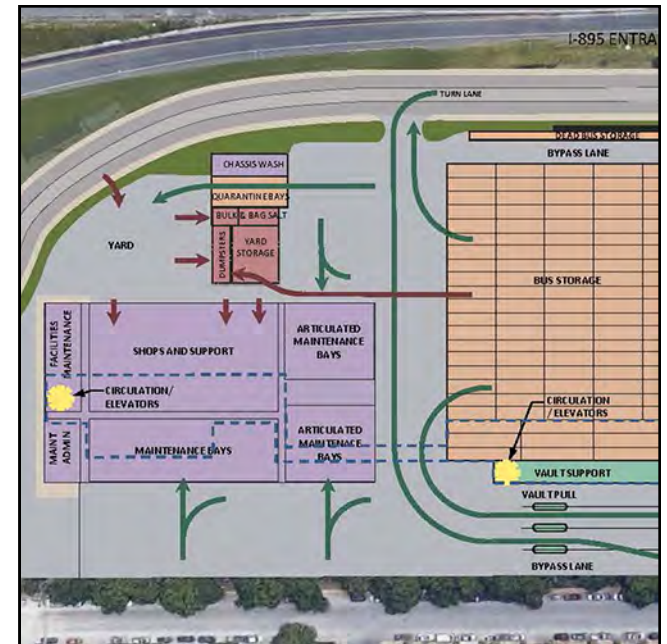 I-895 ENTRA
TURN LANE
DEAD BUS STORAGE
BYPASS LANE
CHASSIS WASH
QUARANTINE BAYS
BULK & BAG SALT
DUMPSTERS
YARD
STORAGE
YARD
BUS STORAGE
FACILITIES
MAINTENANCE
SHOPS AND SUPPORT
ARTICULATED
MAINTENANCE
BAYS
CIRCULATION/
ELEVATORS
CIRCULATION
/ELEVATORS
MAINT
ADMIN
MAINTENANCE BAYS
ARTICULATED
MAINTENACE
BAYS
VAULT SUPPORT
VAULT PULL
BYPASS LANE